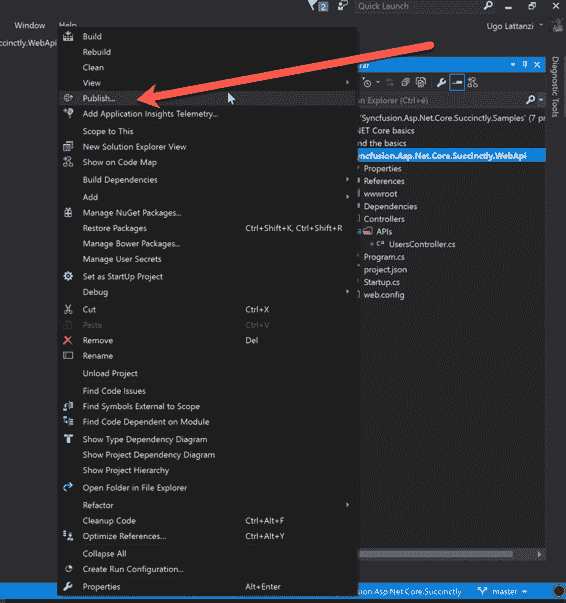 2
Quick Launch
Window Help
Ugo Lattanzi
ccinctly.WebApi
Build
Rebuild
Clean
View
Publish...
Add Application Insights Telemetry...
Scope to This
New Solution Explorer View
Show on Code Map
Build Dependencies
Add
Manage NuGet Packages...
Restore Packages Ctrl+Shift+K, Ctrl+Shift+R
Manage Bower Packages...
Manage User Secrets
Set as StartUp Project
Debug
Cut Ctrl+X
Paste Ctrl+V
Remove Del
Rename
Unload Project
Find Code Issues
Find Symbols External to Scope
Find Code Dependent on Module
Show Type Dependency Diagram
Show Project Dependency Diagram
Show Project Hierarchy
Open Folder in File Explorer
Refactor
Cleanup Code Ctrl+Alt+F
Optimize References... Ctrl+Alt+Y
Collapse All
Create Run Configuration...
Properties Alt+Enter
rer
n Explorer (Ctrl+è)
'Syncfusion.Asp.Net.Core.Succinctly.Samples' (7 pr
NET Core basics
nd the basics
yncfusion.Asp.Net.Core.Succinctly.WebApi
Properties
References
wwwroot
Dependencies
Controllers
APIs
C# UsersController.cs
Program.cs
project.json
Startup.cs
web.config
Diagnostic Tools
fusion.Asp.Net.Core.Succinctly
master